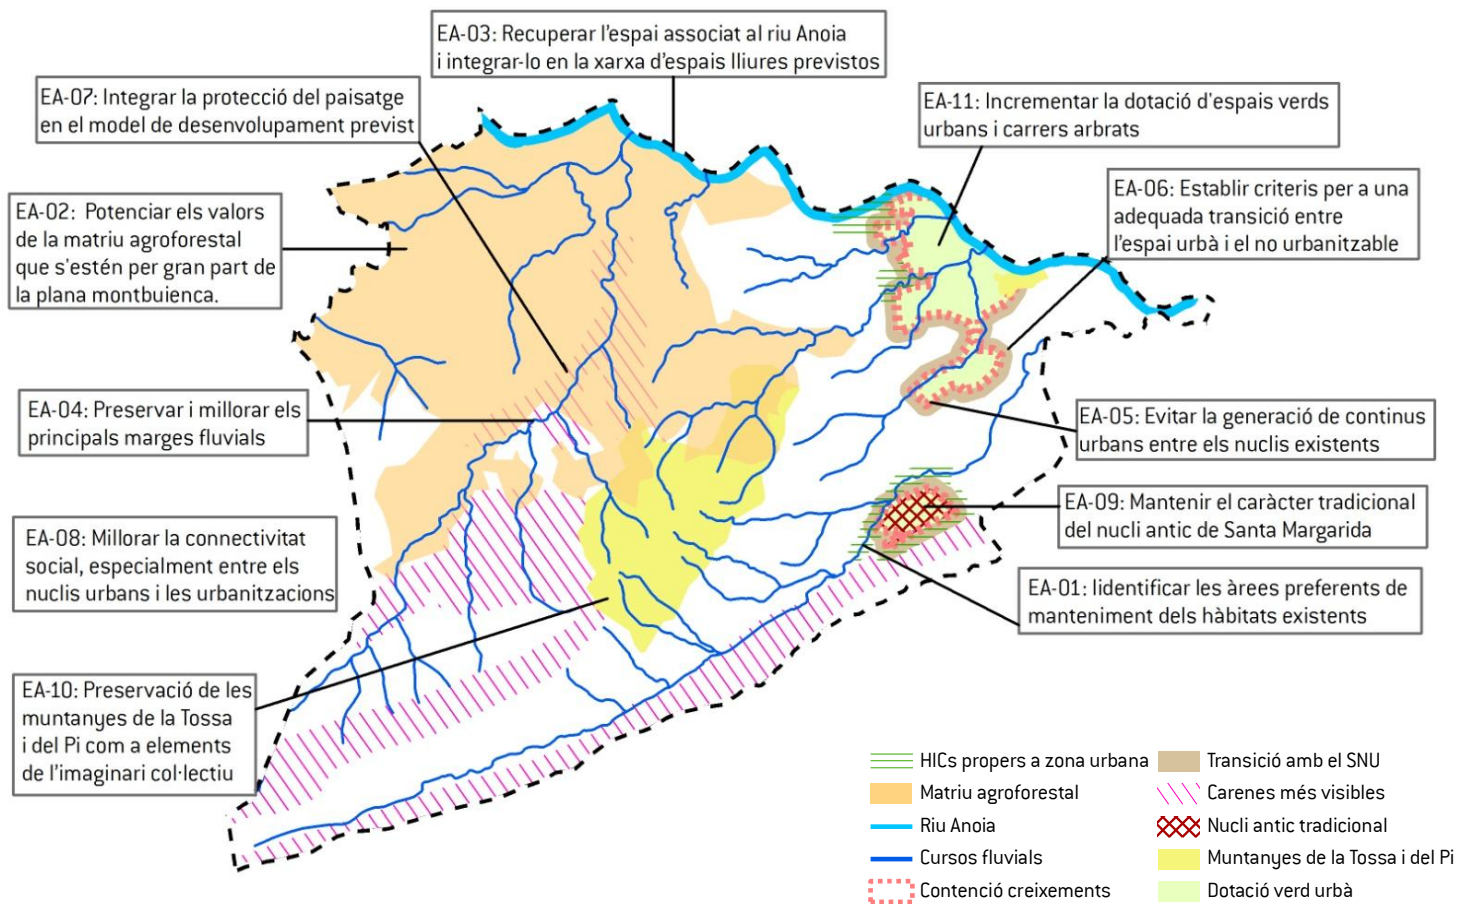 EA-03: Recuperar l'espai associat al riu Anoia
i integrar-lo en la xarxa d'espais lliures previstos
EA-07: Integrar la protecció del paisatge
en el model de desenvolupament previst
EA-11: Incrementar la dotació d'espais verds
urbans i carrers arbrats
EA-06: Establir criteris per a una
adequada transició entre
l'espai urbà i el no urbanitzable
EA-02: Potenciar els valors
de la matriu agroforestal
que s'estén per gran part de
la plana montbuienca.
EA-04: Preservar i millorar els
principals marges fluvials
EA-05: Evitar la generació de continus
urbans entre els nuclis existents
EA-09: Mantenir el caràcter tradicional
del nucli antic de Santa Margarida
EA-08: Millorar la connectivitat
social, especialment entre els
nuclis urbans i les urbanitzacions
EA-01: Iidentificar les àrees preferents de
manteniment dels hàbitats existents
EA-10: Preservació de les
muntanyes de la Tossa
i del Pi com a elements
de l'imaginari col·lectiu
HICs propers a zona urbana
Matriu agroforestal
Riu Anoia
Cursos fluvials
Contenció creixements
Transició amb el SNU
Carenes més visibles
Nucli antic tradicional
Muntanyes de la Tossa i del Pi
Dotació verd urbà